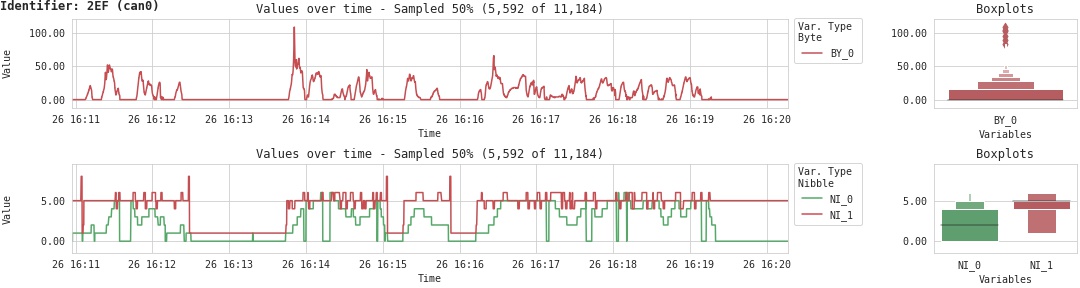 Identifier: 2EF (can0)
Values over time - Sampled 50% (5,592 of 11,184)
Value
100.00
50.00
0.00
26 16:11 26 16:12 26 16:13 26 16:14 26 16:15 26 16:16 26 16:17 26 16:18 26 16:19 26 16:20
Time
Var. Type
Byte
BY_0
Boxplots
100.00
50.00
0.00
BY_0
Variables
Values over time - Sampled 50% (5,592 of 11,184)
Value
5.00
0.00
26 16:11 26 16:12 26 16:13 26 16:14 26 16:15 26 16:16 26 16:17 26 16:18 26 16:19 26 16:20
Time
Var. Type
Nibble
NI_0
NI_1
Boxplots
5.00
0.00
NI_0 NI_1
Variables